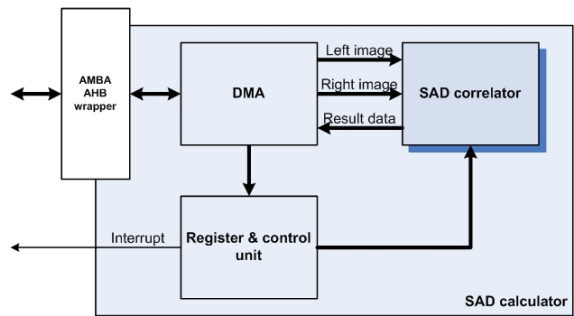 AMBA
AHB
wrapper
DMA
Left image
Right image
Result data
SAD correlator
Interrupt
Register & control
unit
SAD calculator